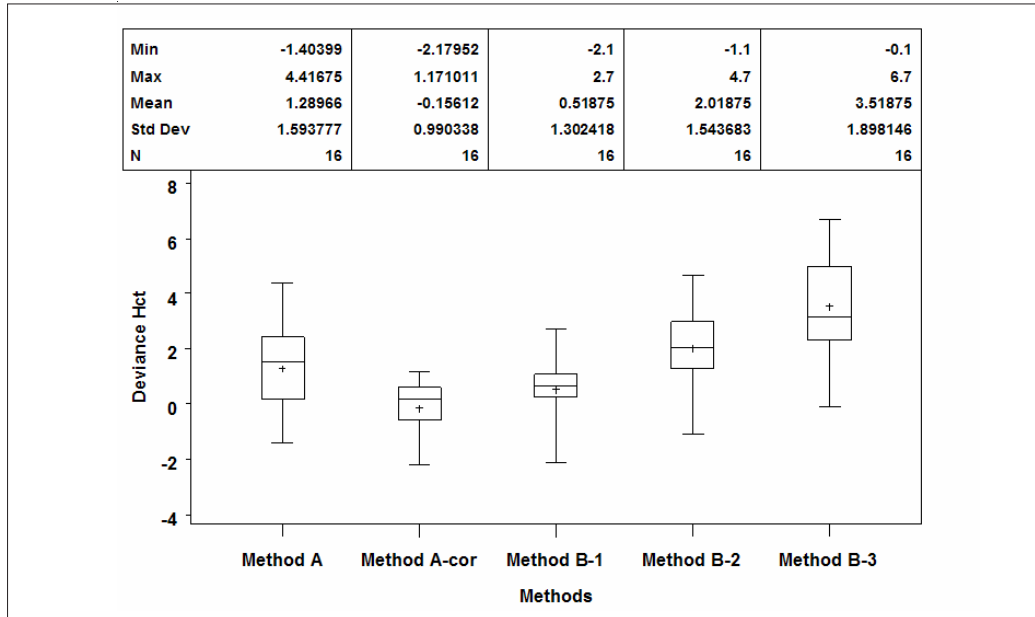 Min -1.40399 -2.17952 -2.1 -1.1 -0.1
Max 4.41675 1.171011 2.7 4.7 6.7
Mean 1.28966 -0.15612 0.51875 2.01875 3.51875
Std Dev 1.593777 0.990338 1.302418 1.543683 1.898146
N 16 16 16 16 16
8
6
4
2
0
-2
-4
Deviance Hct
Method A Method A-cor Method B-1 Method B-2 Method B-3
Methods